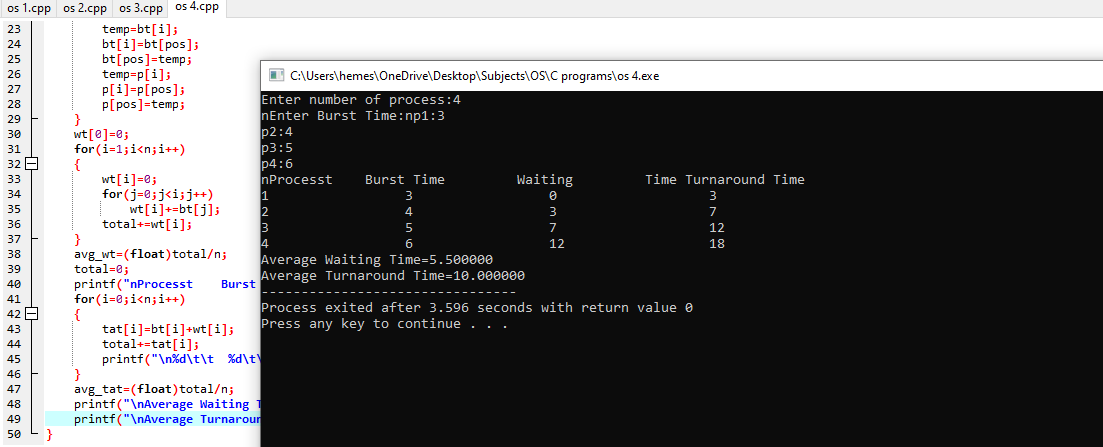 os 1.cpp os 2.cpp os 3.cpp os 4.cpp
23 temp=bt[i];
24 bt[i]=bt[pos];
25 bt[pos]=temp;
26 temp=p[i];
27 p[i]=p[pos];
28 p[pos]=temp;
29 }
30 wt[0]=0;
31 for(i=1;i<n;i++)
32 {
33 wt[i]=0;
34 for(j=0;j<i;j++)
35 wt[i]+=bt[j];
36 total+=wt[i];
37 }
38 avg_wt=(float)total/n;
39 total=0;
40 printf("nProcesst    Burst
41 for(i=0;i<n;i++)
42 {
43 tat[i]=bt[i]+wt[i];
44 total+=tat[i];
45 printf("\n%d\t\t  %d\t\
46 }
47 avg_tat=(float)total/n;
48 printf("\nAverage Waiting T
49 printf("\nAverage Turnaroun
50 }
C:\Users\hemes\OneDrive\Desktop\Subjects\OS\C programs\os 4.exe
Enter number of process:4
nEnter Burst Time:np1:3
p2:4
p3:5
p4:6
nProcesst    Burst Time         Waiting         Time Turnaround Time
1                 3                 0                   3
2                 4                 3                   7
3                 5                 7                   12
4                 6                 12                  18
Average Waiting Time=5.500000
Average Turnaround Time=10.000000
--------------------------------
Process exited after 3.596 seconds with return value 0
Press any key to continue . . .